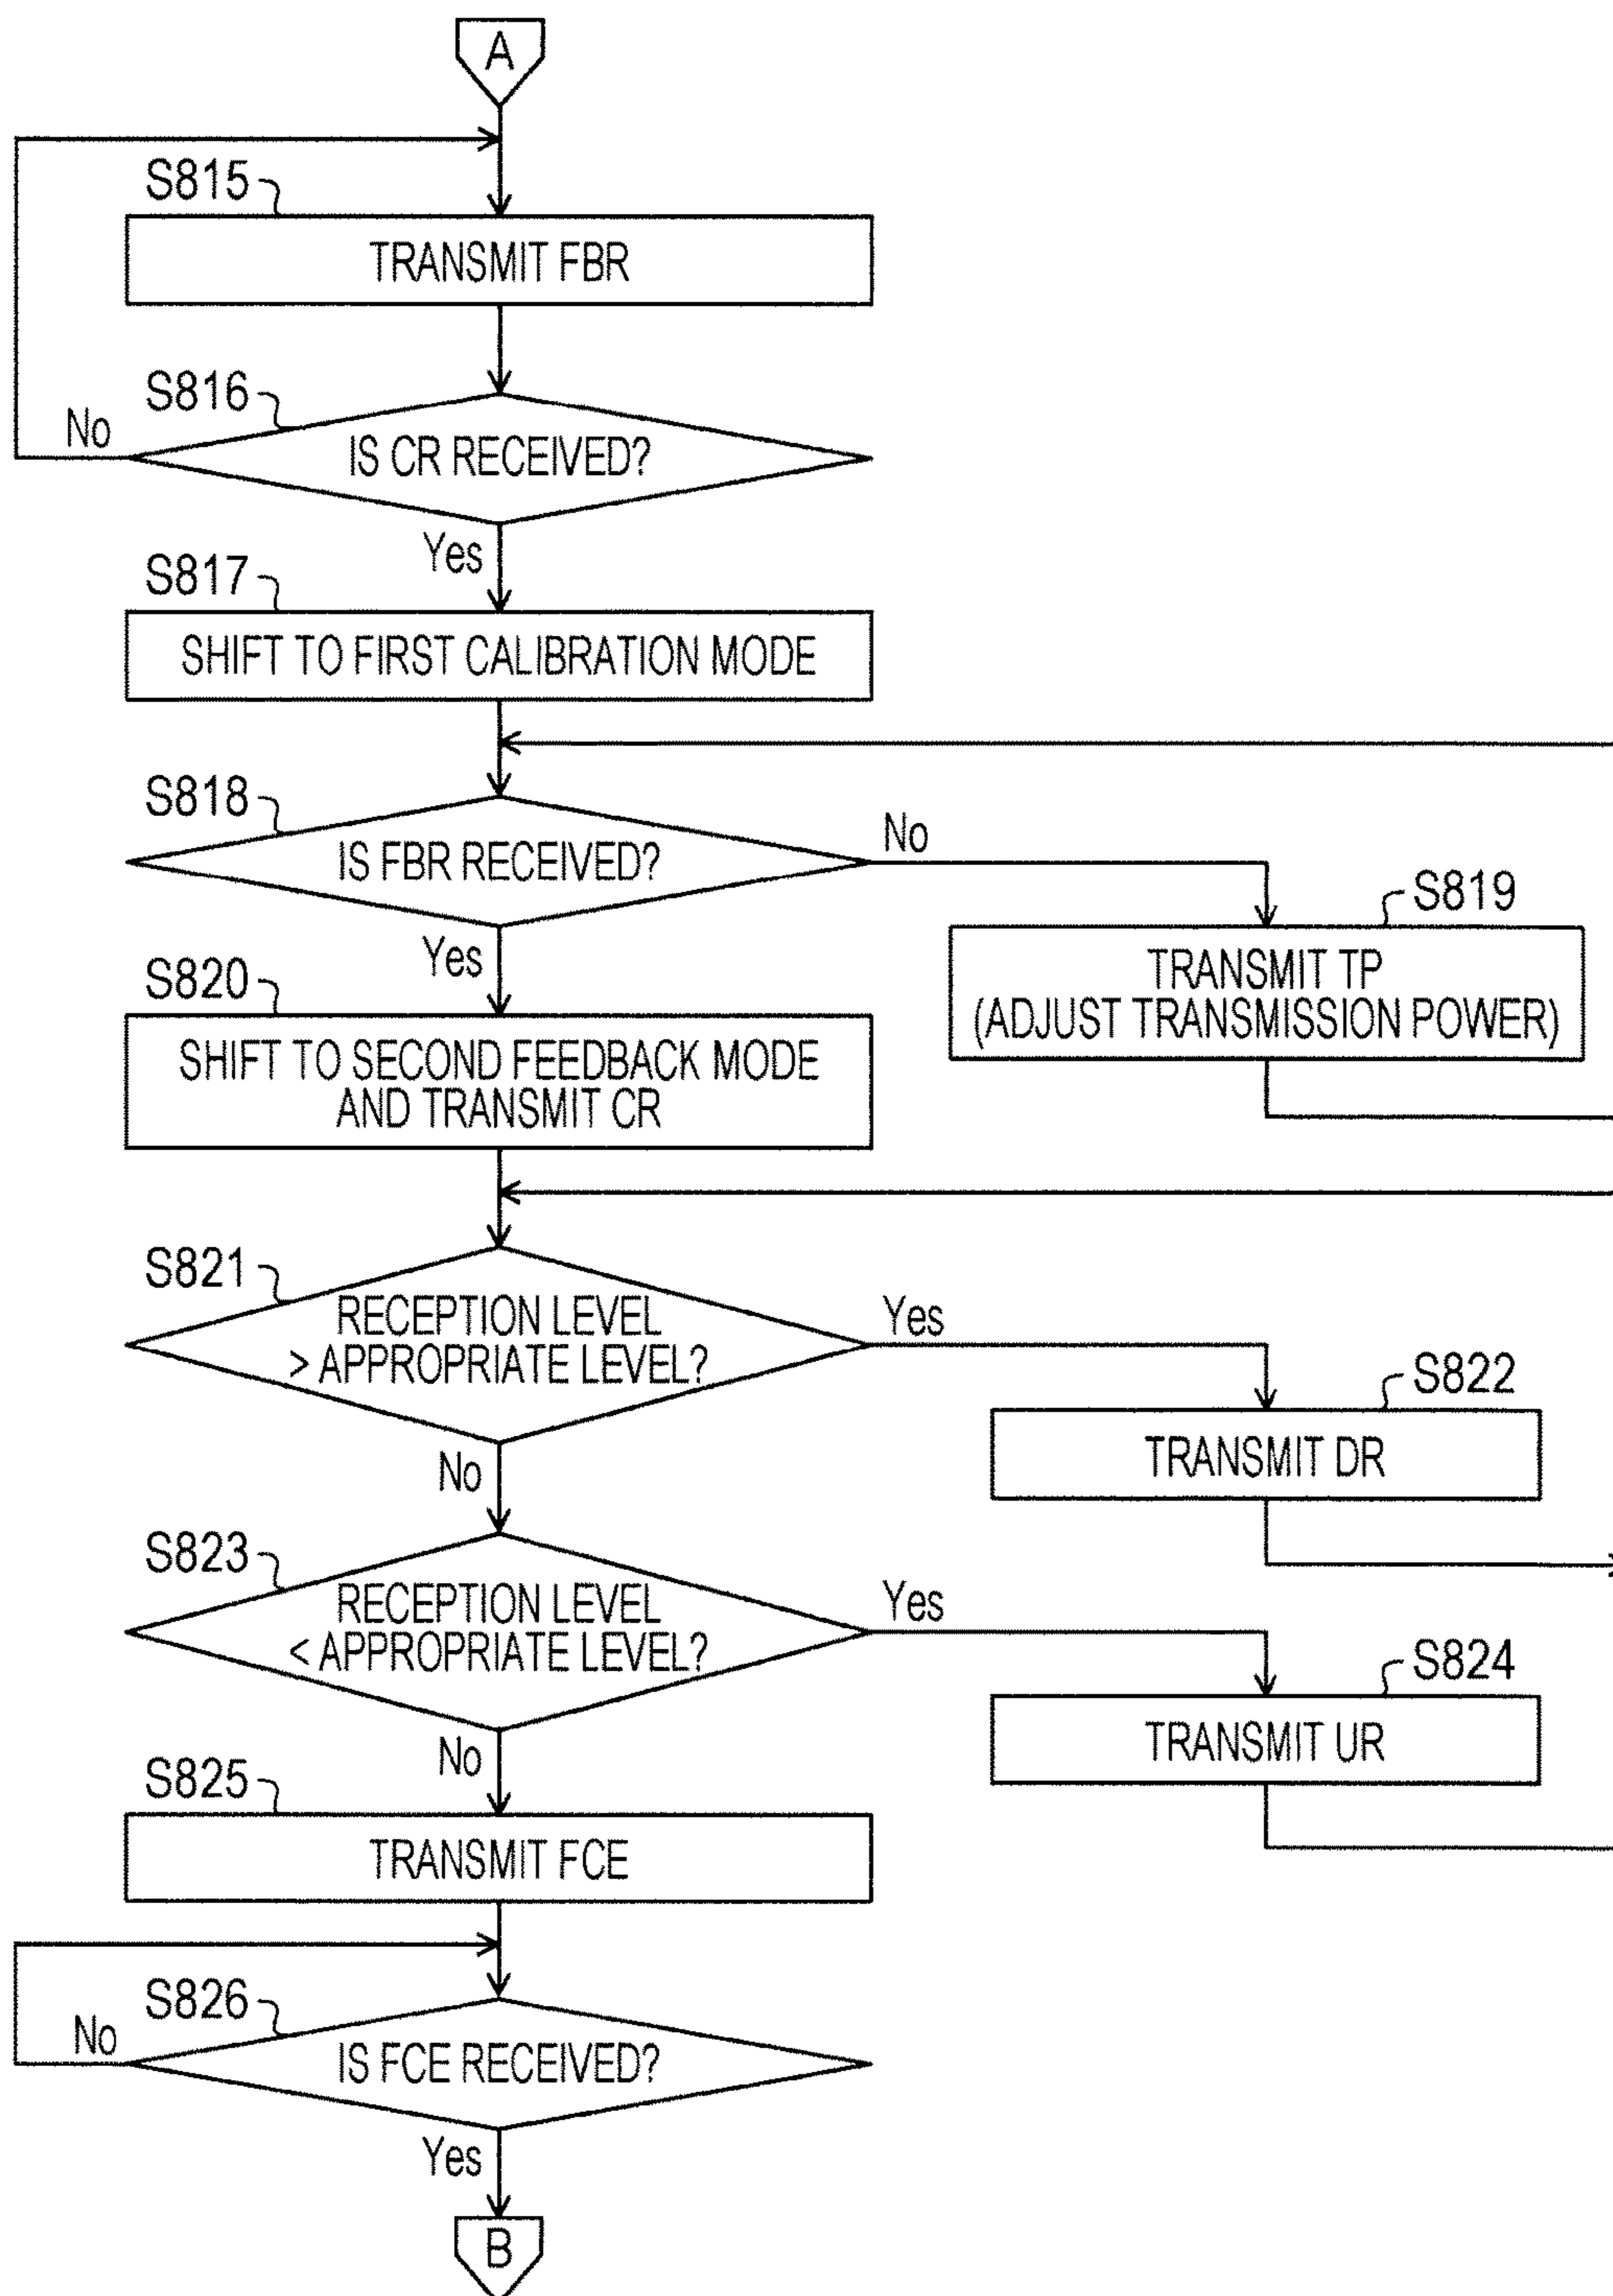 A
S815
TRANSMIT FBR
S816
No
IS CR RECEIVED?
Yes
S817
SHIFT TO FIRST CALIBRATION MODE
S818
No
IS FBR RECEIVED?
S819
Yes
TRANSMIT TP
(ADJUST TRANSMISSION POWER)
S820
SHIFT TO SECOND FEEDBACK MODE
AND TRANSMIT CR
S821
RECEPTION LEVEL
> APPROPRIATE LEVEL?
Yes
S822
TRANSMIT DR
No
S823
RECEPTION LEVEL
< APPROPRIATE LEVEL?
Yes
S824
TRANSMIT UR
No
S825
TRANSMIT FCE
S826
No
IS FCE RECEIVED?
Yes
B